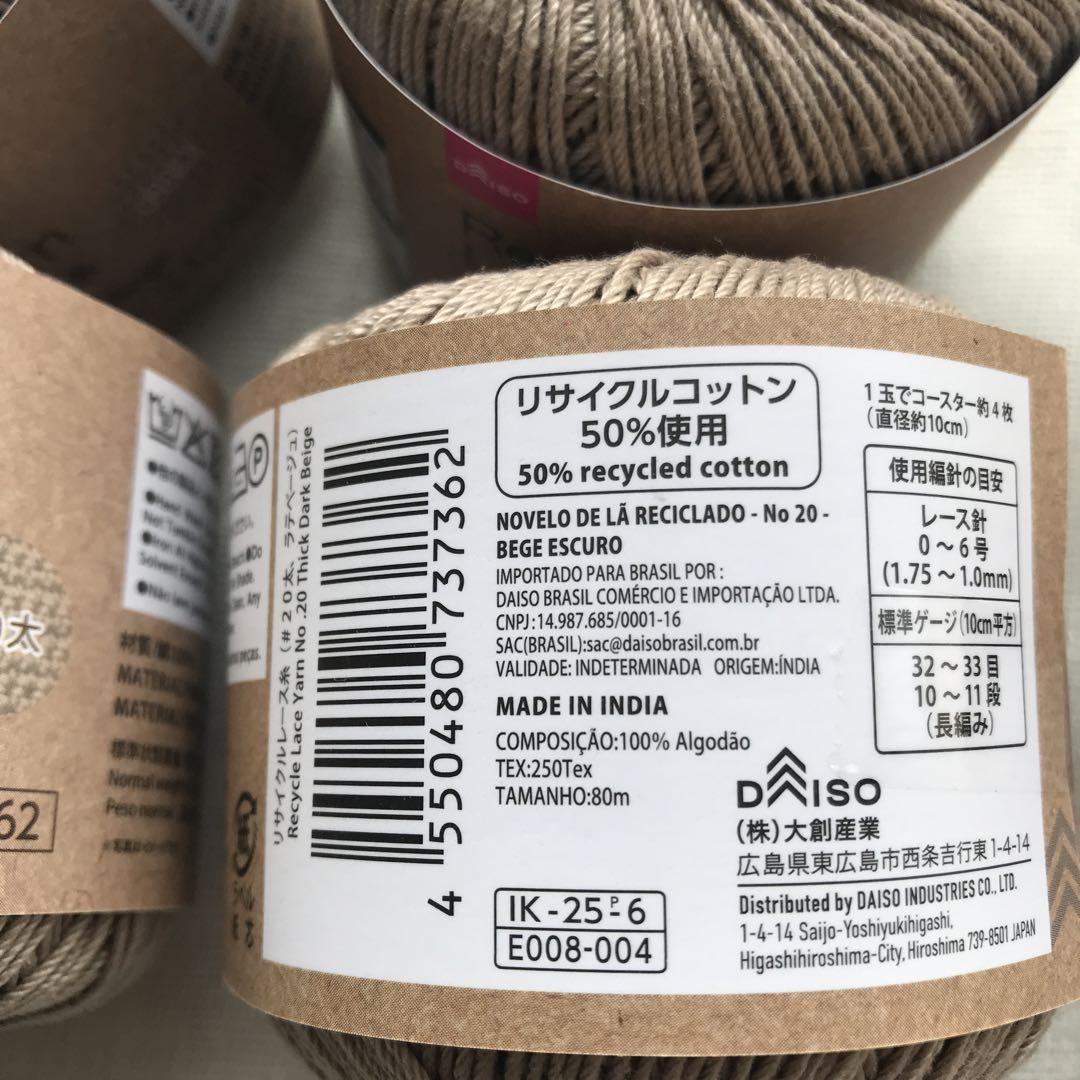 DAISO
リサイクルコットン
50%使用
50% recycled cotton
NOVELO DE LÃ RECICLADO - No 20 -
BEGE ESCURO
IMPORTADO PARA BRASIL POR :
DAISO BRASIL COMÉRCIO E IMPORTAÇÃO LTDA.
CNPJ:14.987.685/0001-16
SAC(BRASIL):sac@daisobrasil.com.br
VALIDADE: INDETERMINADA ORIGEM:ÍNDIA
MADE IN INDIA
COMPOSIÇÃO:100% Algodão
TEX:250Tex
TAMANHO:80m
IK-25-P-6
E008-004
1玉でコースター約4枚
(直径約10cm)
使用編針の目安
レース針
0～6号
(1.75～1.0mm)
標準ゲージ(10cm平方)
32～33目
10～11段
(長編み)
DAISO
(株)大創産業
広島県東広島市西条吉行東1-4-14
Distributed by DAISO INDUSTRIES CO., LTD.
1-4-14 Saijo-Yoshiyukihigashi,
Higashihiroshima-City, Hiroshima 739-8501 JAPAN
リサイクルレース糸(#20太、ラテベージュ)
Recycle Lace Yarn No .20 Thick Dark Beige
4 550480 737362
太
62
材質
MATERIA
MATERIA
Normal
Peso